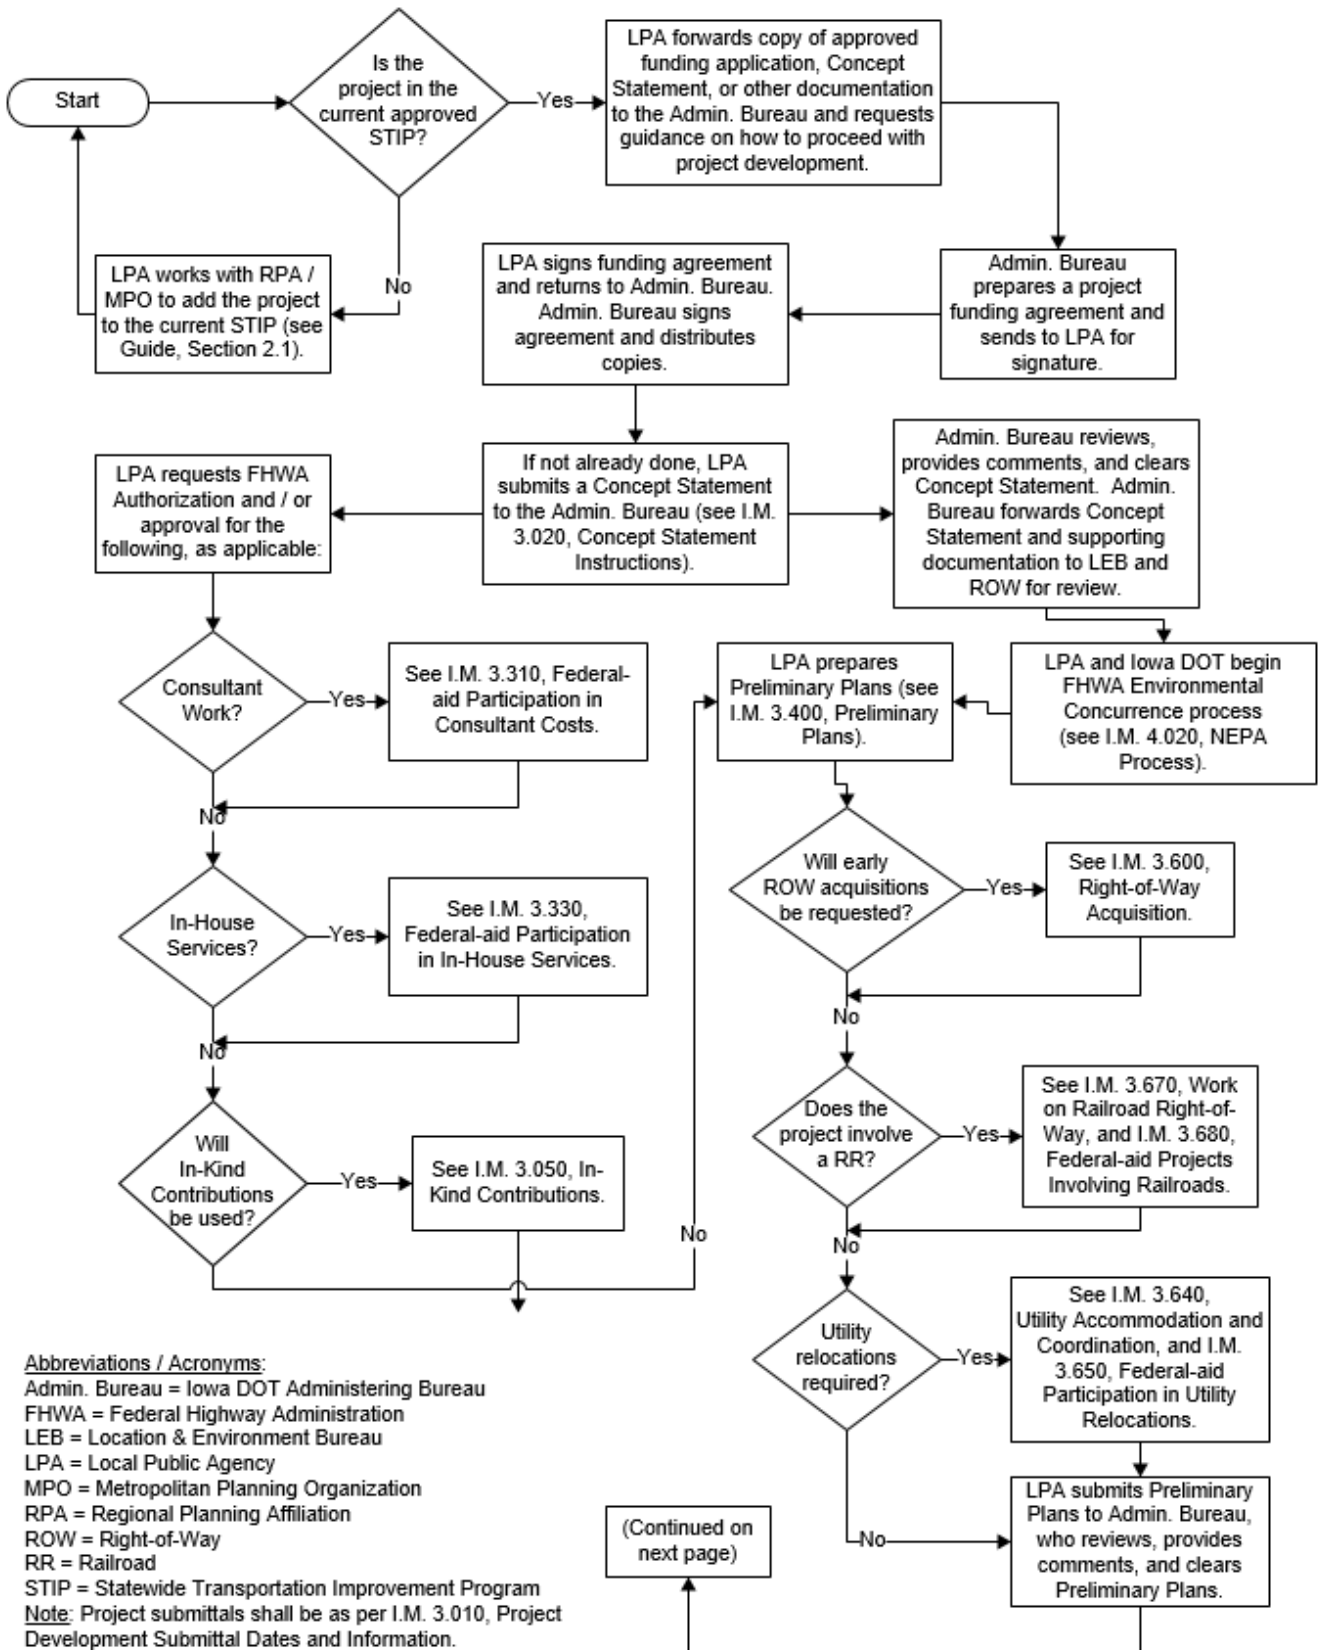 Start
Is the
project in the
current approved
STIP?
Yes
LPA forwards copy of approved
funding application, Concept
Statement, or other documentation
to the Admin. Bureau and requests
guidance on how to proceed with
project development.
No
LPA works with RPA /
MPO to add the project
to the current STIP (see
Guide, Section 2.1).
Admin. Bureau
prepares a project
funding agreement and
sends to LPA for
signature.
LPA signs funding agreement
and returns to Admin. Bureau.
Admin. Bureau signs
agreement and distributes
copies.
If not already done, LPA
submits a Concept Statement
to the Admin. Bureau (see I.M.
3.020, Concept Statement
Instructions).
Admin. Bureau reviews,
provides comments, and clears
Concept Statement.  Admin.
Bureau forwards Concept
Statement and supporting
documentation to LEB and
ROW for review.
LPA requests FHWA
Authorization and / or
approval for the
following, as applicable:
Consultant
Work?
Yes
See I.M. 3.310, Federal-
aid Participation in
Consultant Costs.
No
In-House
Services?
Yes
See I.M. 3.330,
Federal-aid Participation
in In-House Services.
No
Will
In-Kind
Contributions
be used?
Yes
See I.M. 3.050, In-
Kind Contributions.
No
LPA and Iowa DOT begin
FHWA Environmental
Concurrence process
(see I.M. 4.020, NEPA
Process).
LPA prepares
Preliminary Plans (see
I.M. 3.400, Preliminary
Plans).
Will early
ROW acquisitions
be requested?
Yes
See I.M. 3.600,
Right-of-Way
Acquisition.
No
Does the
project involve
a RR?
Yes
See I.M. 3.670, Work
on Railroad Right-of-
Way, and I.M. 3.680,
Federal-aid Projects
Involving Railroads.
No
Utility
relocations
required?
Yes
See I.M. 3.640,
Utility Accommodation and
Coordination, and I.M.
3.650, Federal-aid
Participation in Utility
Relocations.
No
LPA submits Preliminary
Plans to Admin. Bureau,
who reviews, provides
comments, and clears
Preliminary Plans.
(Continued on
next page)
Abbreviations / Acronyms:
Admin. Bureau = Iowa DOT Administering Bureau
FHWA = Federal Highway Administration
LEB = Location & Environment Bureau
LPA = Local Public Agency
MPO = Metropolitan Planning Organization
RPA = Regional Planning Affiliation
ROW = Right-of-Way
RR = Railroad
STIP = Statewide Transportation Improvement Program
Note: Project submittals shall be as per I.M. 3.010, Project
Development Submittal Dates and Information.